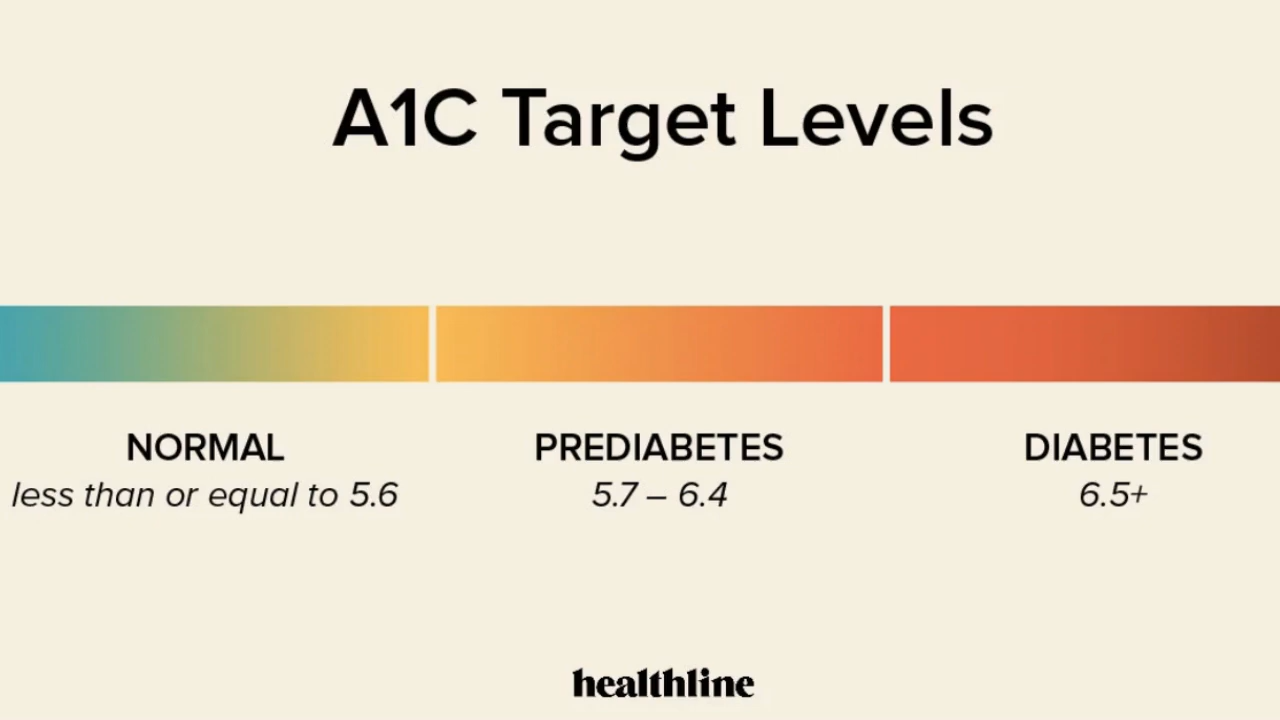 A1C Target Levels
NORMAL
less than or equal to 5.6
PREDIABETES
5.7 – 6.4
DIABETES
6.5+
healthline